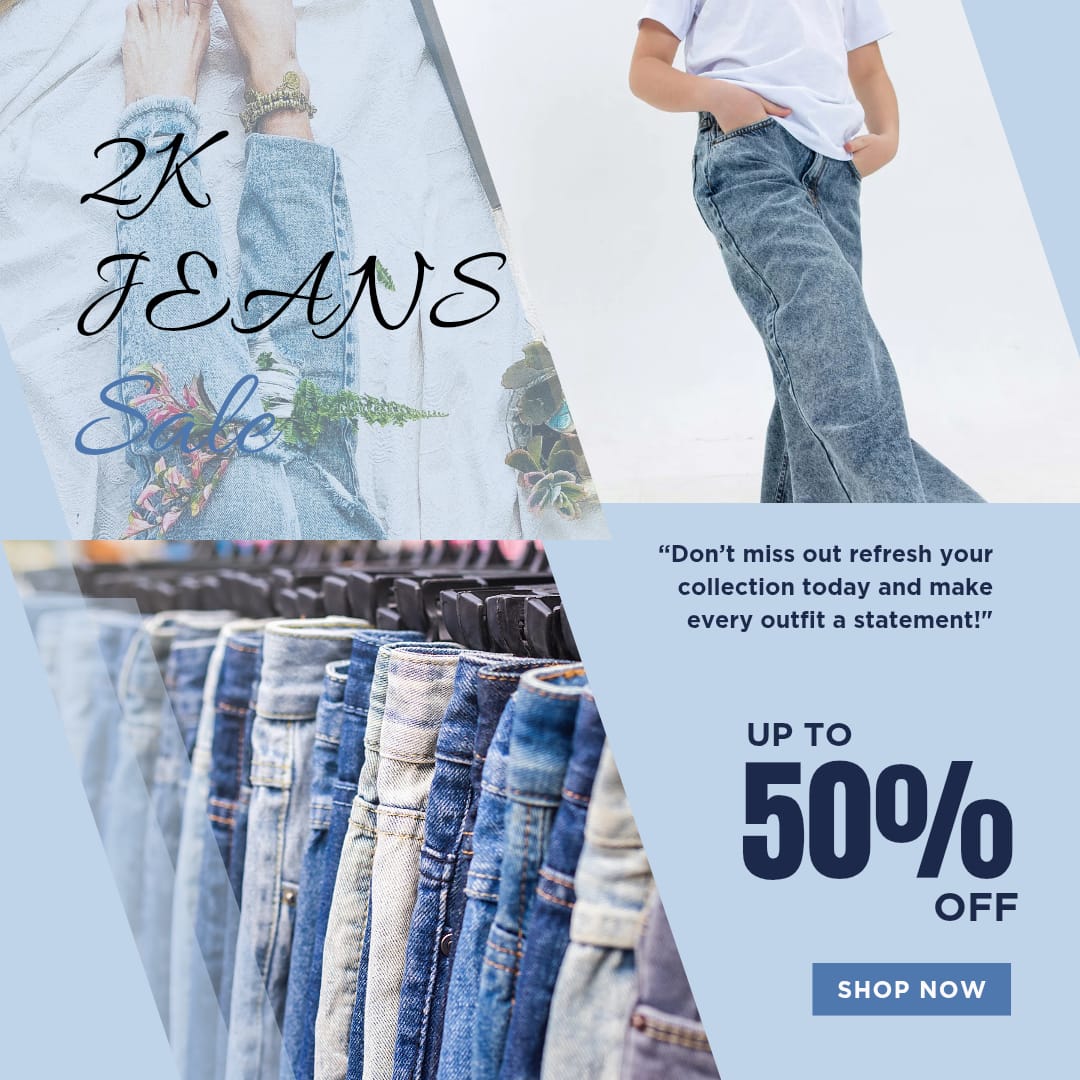 2K
JEANS
Sale
“Don’t miss out refresh your
collection today and make
every outfit a statement!"
UP TO
50%
OFF
SHOP NOW